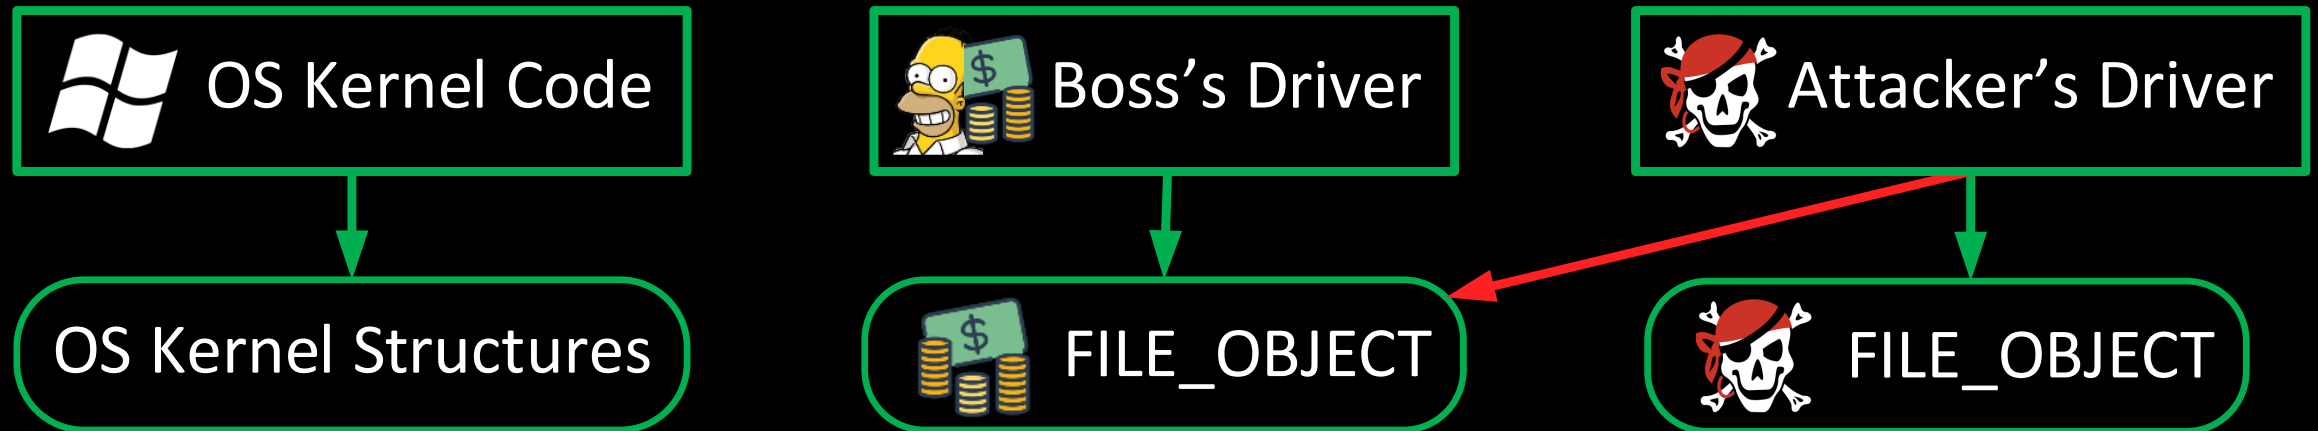 OS Kernel Code
Boss’s Driver
Attacker’s Driver
OS Kernel Structures
$ FILE_OBJECT
FILE_OBJECT